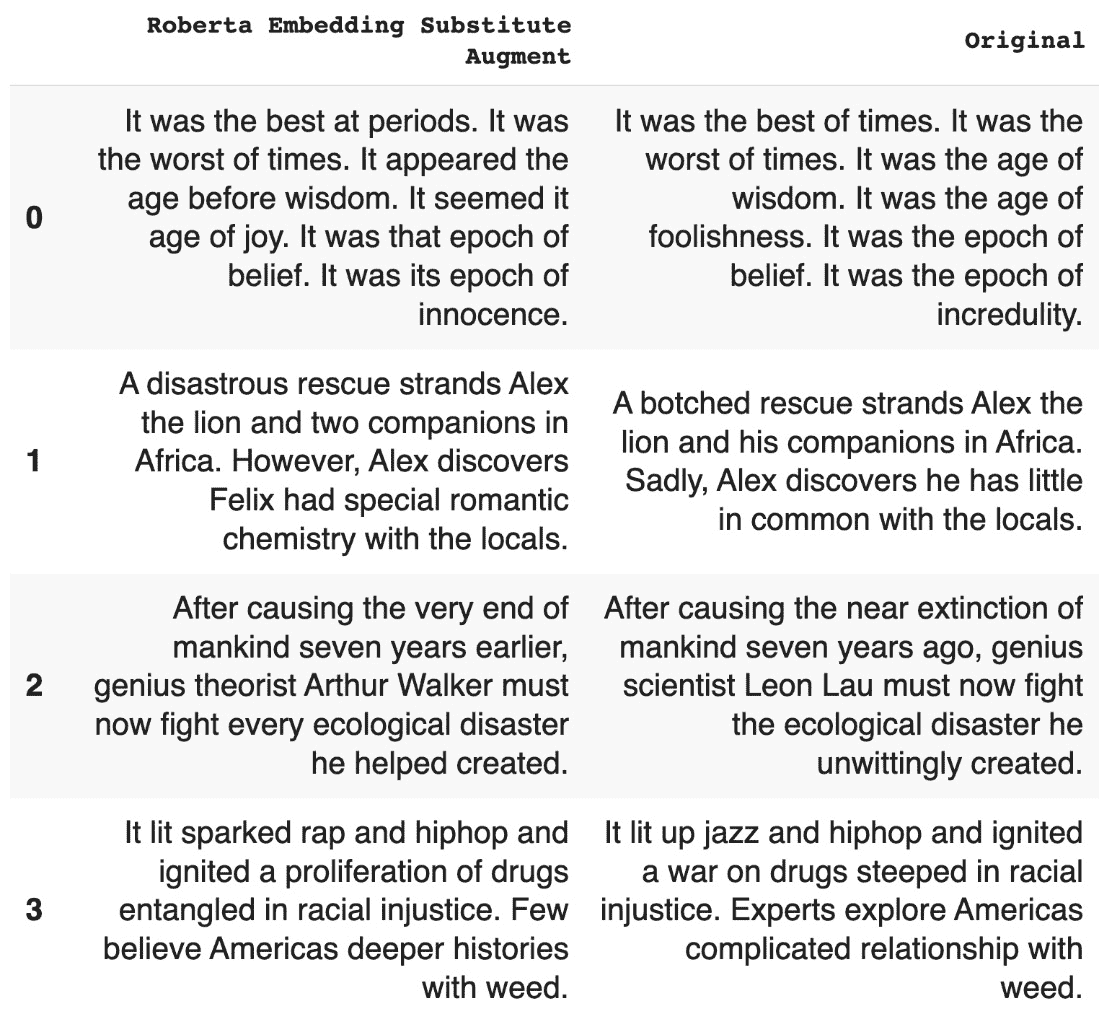 Roberta Embedding Substitute
Augment
Original
0
It was the best at periods. It was
the worst of times. It appeared the
age before wisdom. It seemed it
age of joy. It was that epoch of
belief. It was its epoch of
innocence.
It was the best of times. It was the
worst of times. It was the age of
wisdom. It was the age of
foolishness. It was the epoch of
belief. It was the epoch of
incredulity.
1
A disastrous rescue strands Alex
the lion and two companions in
Africa. However, Alex discovers
Felix had special romantic
chemistry with the locals.
A botched rescue strands Alex the
lion and his companions in Africa.
Sadly, Alex discovers he has little
in common with the locals.
2
After causing the very end of
mankind seven years earlier,
genius theorist Arthur Walker must
now fight every ecological disaster
he helped created.
After causing the near extinction of
mankind seven years ago, genius
scientist Leon Lau must now fight
the ecological disaster he
unwittingly created.
3
It lit sparked rap and hiphop and
ignited a proliferation of drugs
entangled in racial injustice. Few
believe Americas deeper histories
with weed.
It lit up jazz and hiphop and ignited
a war on drugs steeped in racial
injustice. Experts explore Americas
complicated relationship with
weed.